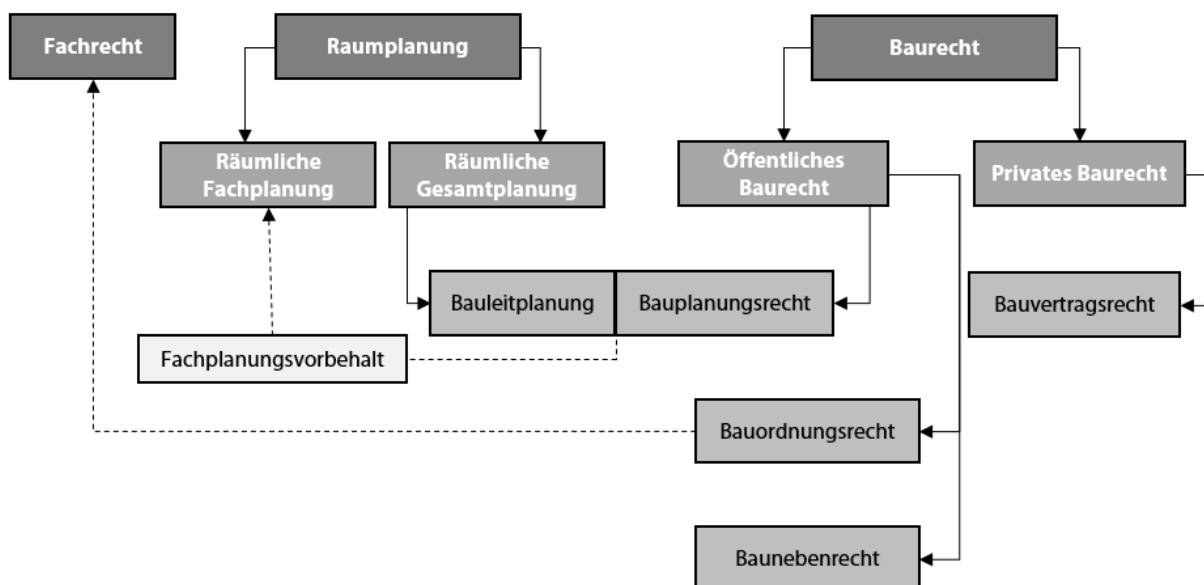 Fachrecht
Raumplanung
Baurecht
Räumliche
Fachplanung
Räumliche
Gesamtplanung
Öffentliches
Baurecht
Privates Baurecht
Bauleitplanung
Bauplanungsrecht
Bauvertragsrecht
Fachplanungsvorbehalt
Bauordnungsrecht
Baunebenrecht